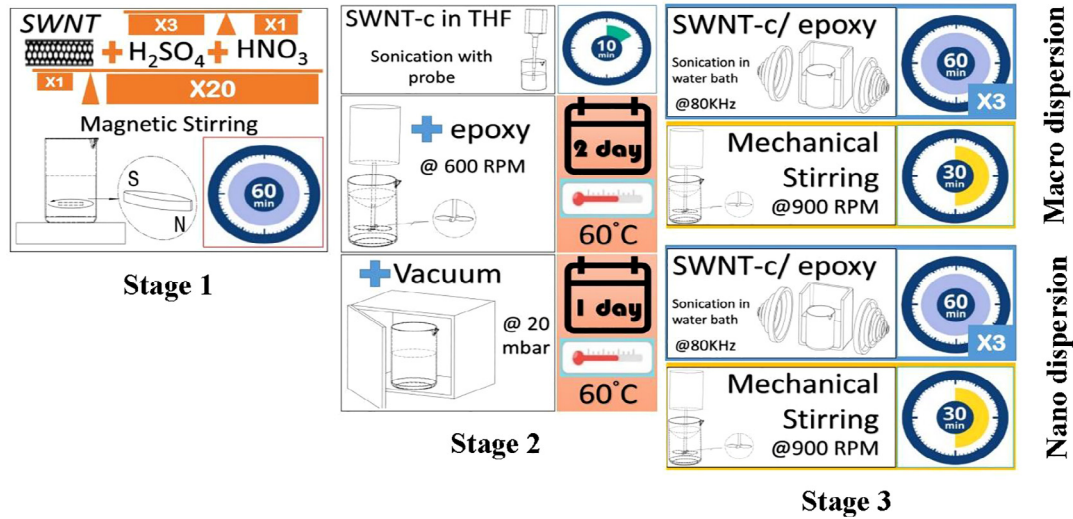 SWNT
X3
X1
+ H₂SO₄ + HNO₃
X1
X20
Magnetic Stirring
S
N
60
min
Stage 1
SWNT-c in THF
Sonication with
probe
10
min
+ epoxy
@ 600 RPM
2 day
60°C
+ Vacuum
@ 20
mbar
1 day
60°C
Stage 2
SWNT-c/ epoxy
Sonication in
water bath
@80KHz
60
min
X3
Mechanical
Stirring
@900 RPM
30
min
Macro dispersion
SWNT-c/ epoxy
Sonication in
water bath
@80KHz
60
min
X3
Mechanical
Stirring
@900 RPM
30
min
Nano dispersion
Stage 3